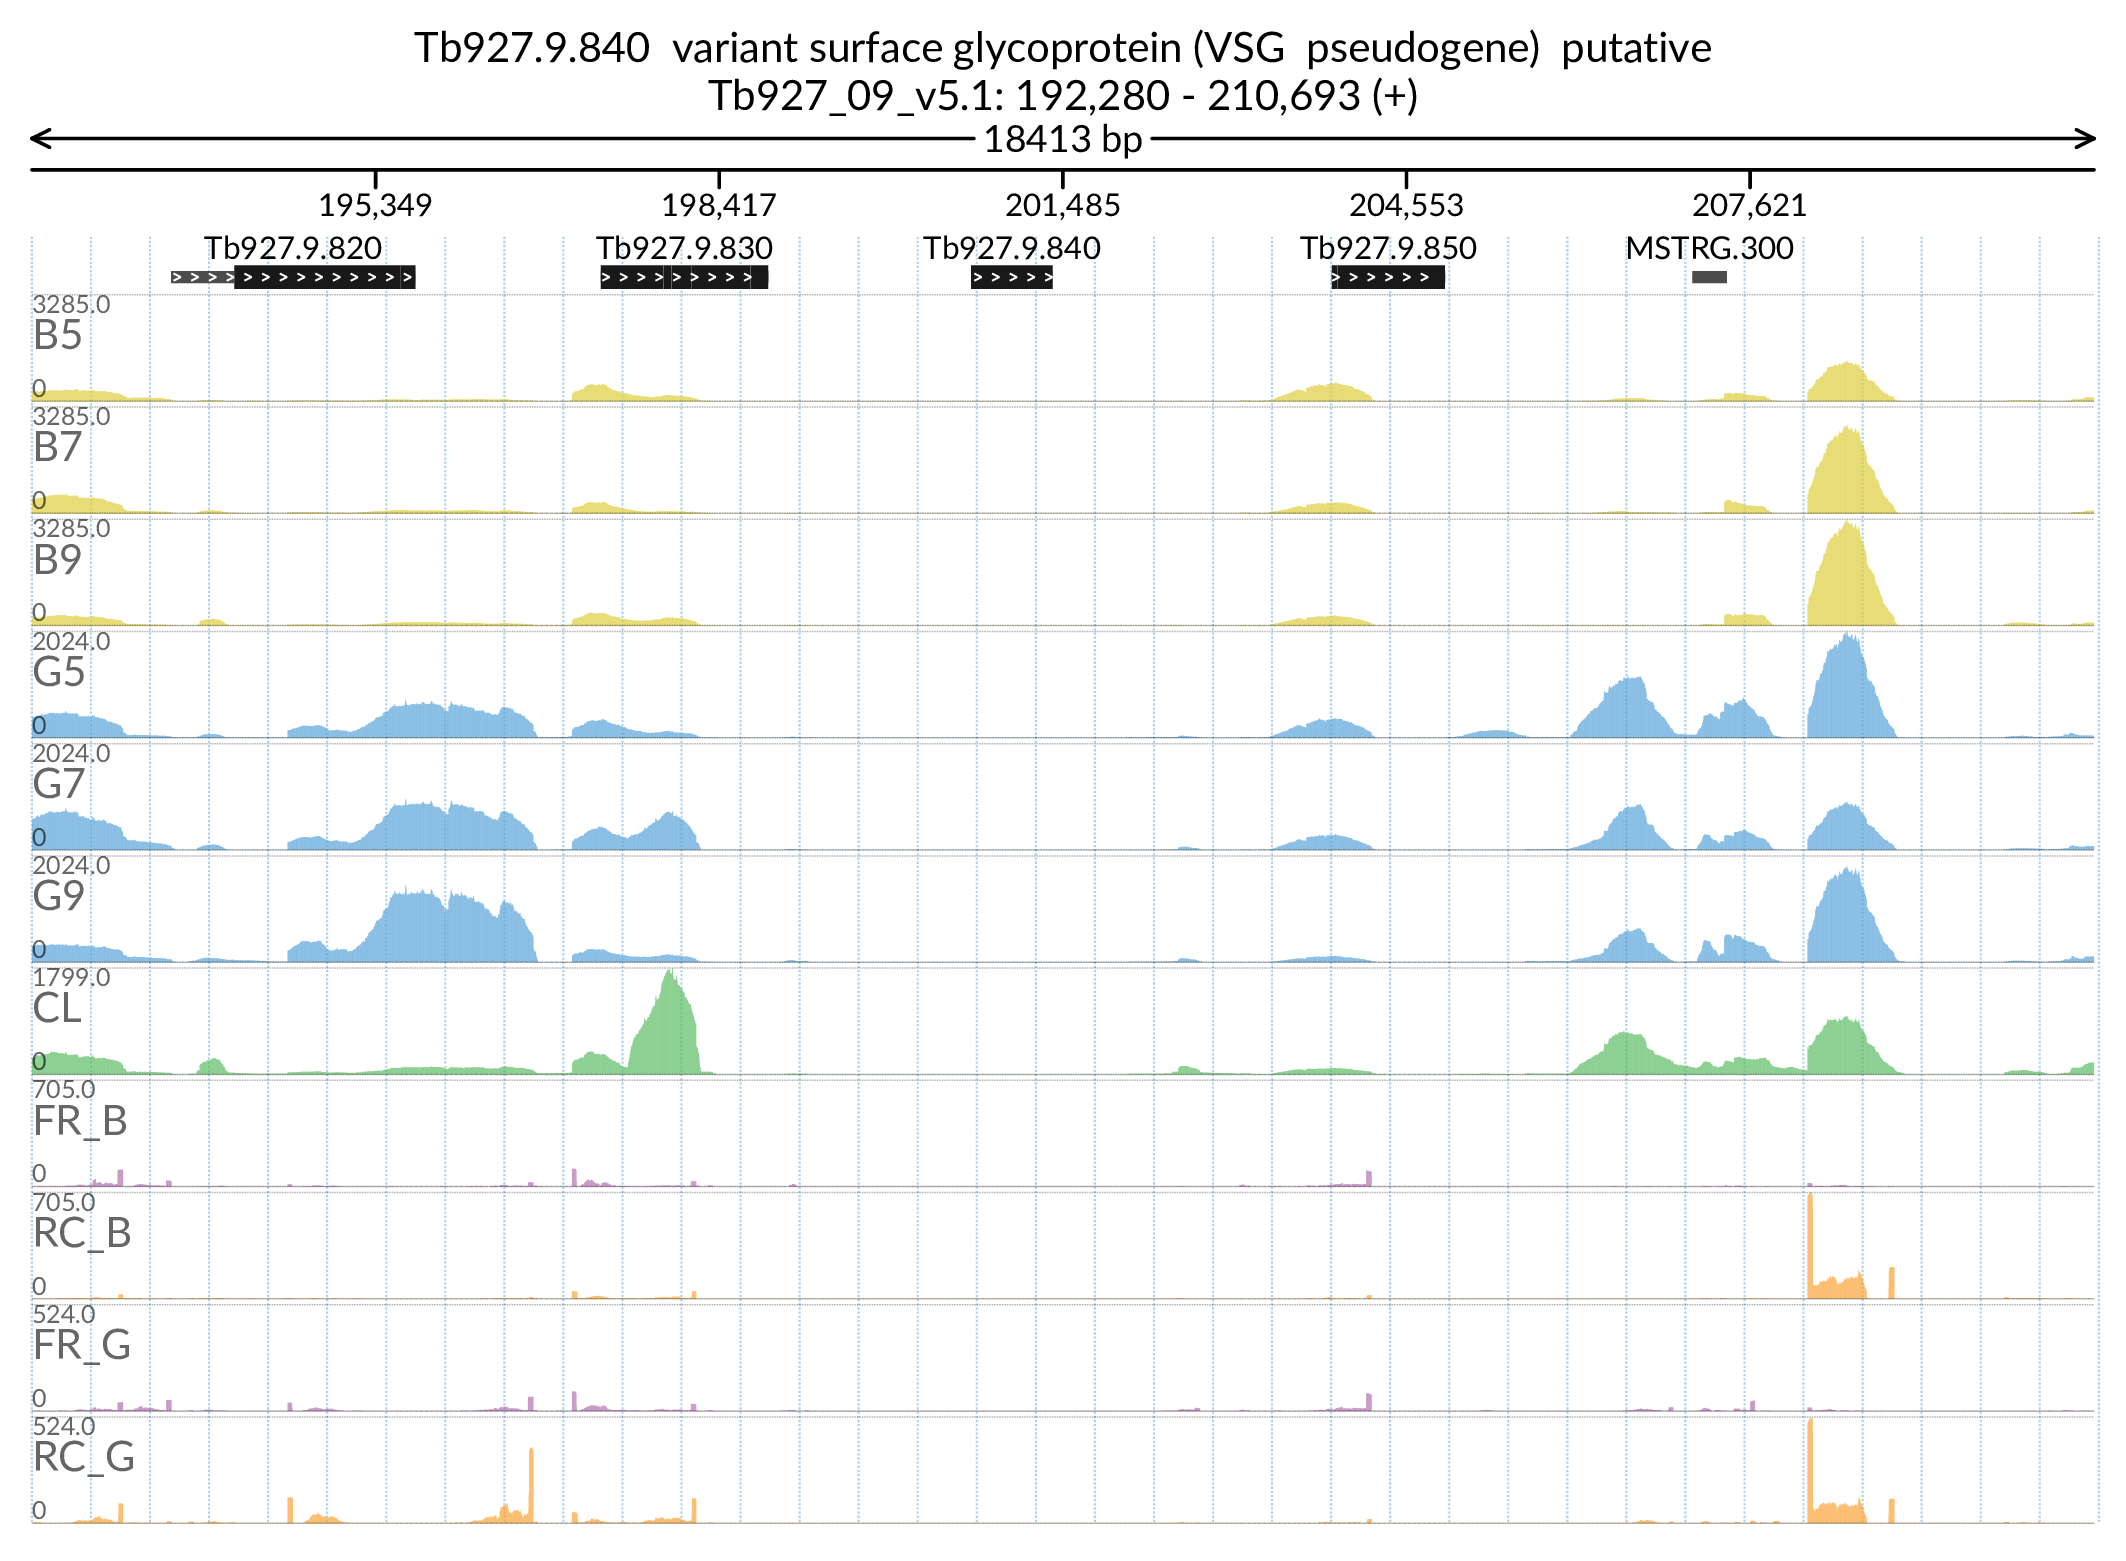 Tb927.9.840 variant surface glycoprotein (VSG pseudogene) putative
Tb927_09_v5.1: 192,280 - 210,693 (+)
18413 bp
195,349 198,417 201,485 204,553 207,621
Tb927.9.820 Tb927.9.830 Tb927.9.840 Tb927.9.850 MSTRG.300
3285.0
B5
0
3285.0
B7
0
3285.0
B9
0
2024.0
G5
0
2024.0
G7
0
2024.0
G9
0
1799.0
CL
0
705.0
FR_B
0
705.0
RC_B
0
524.0
FR_G
0
524.0
RC_G
0